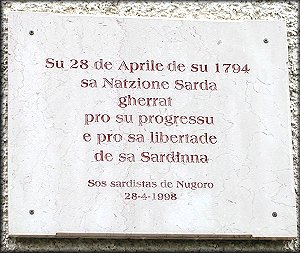 Su 28 de Aprile de su 1794
sa Natzione Sarda
gherrat
pro su progressu
e pro sa libertade
de sa Sardinna
Sos sardistas de Nugoro
28-4-1998